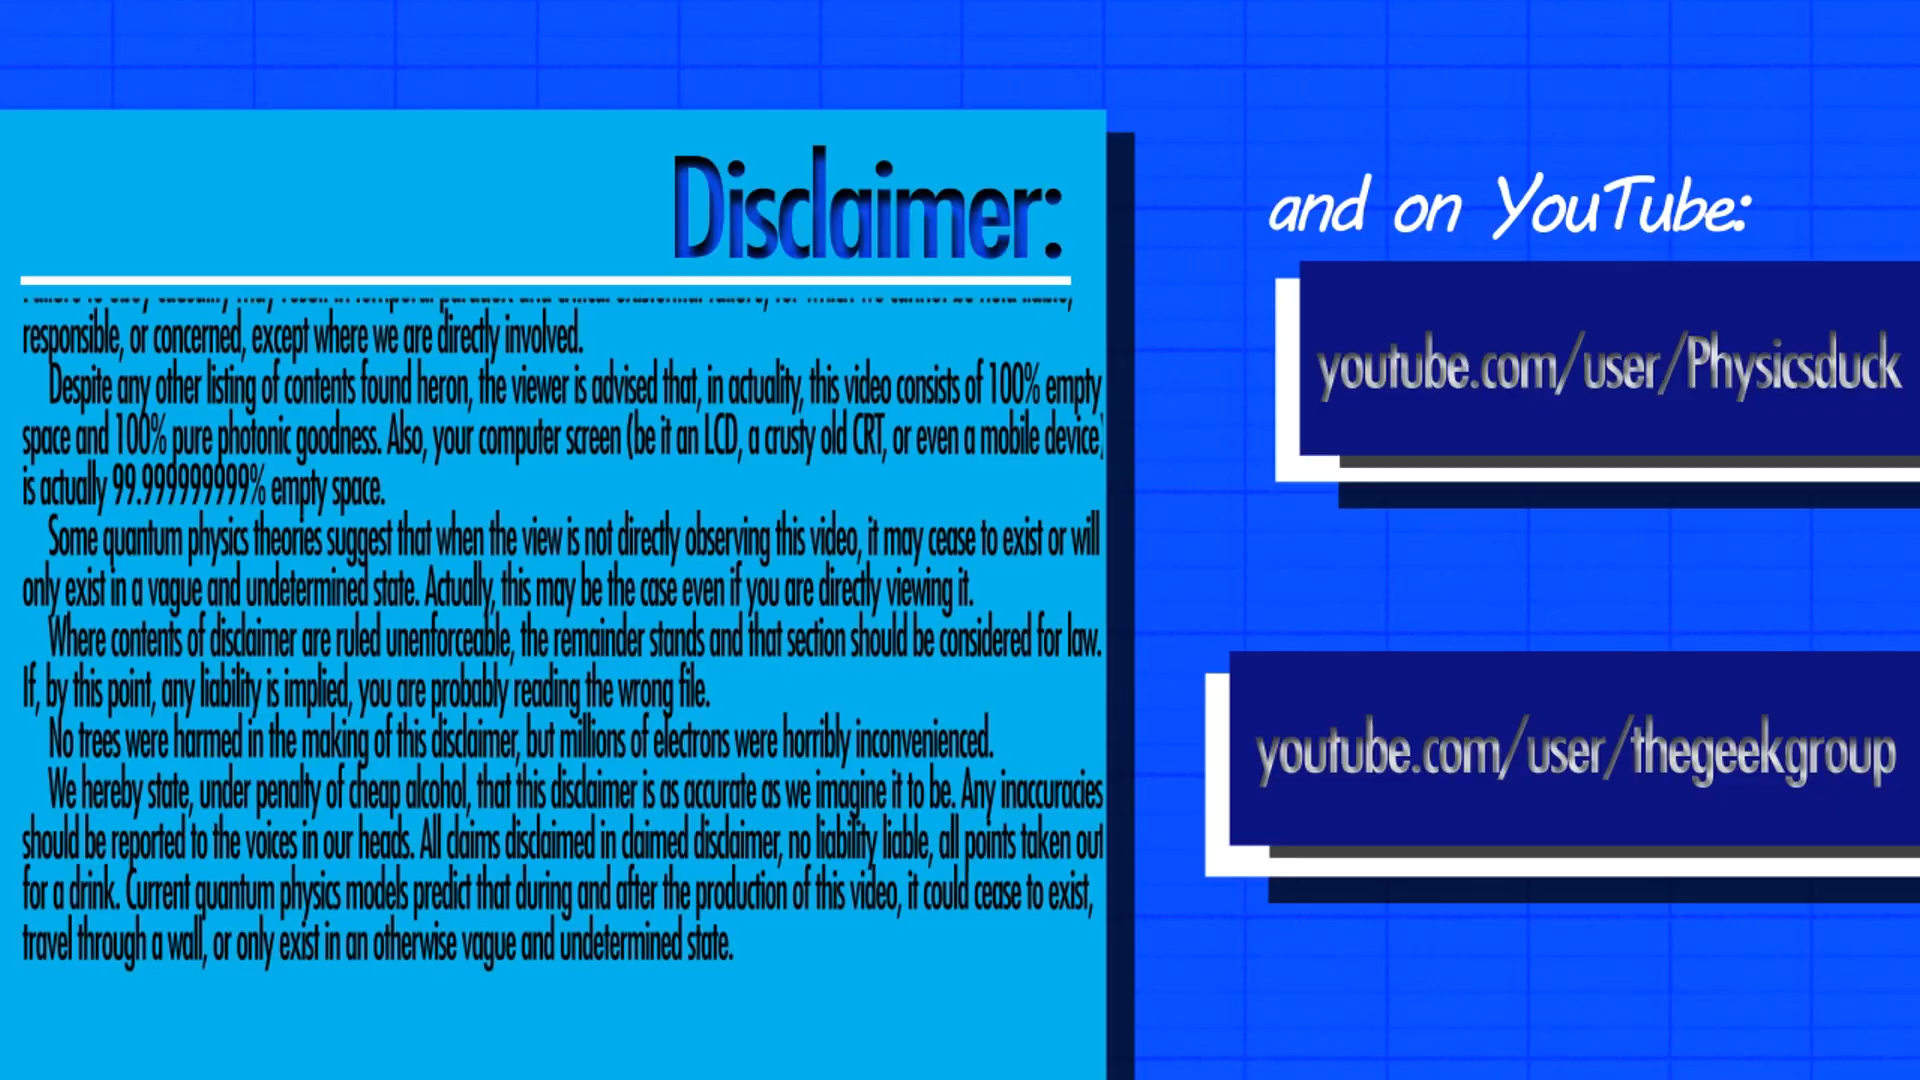 Disclaimer:
responsible, or concerned, except where we are directly involved.
Despite any other listing of contents found heron, the viewer is advised that, in actuality, this video consists of 100% empty
space and 100% pure photonic goodness. Also, your computer screen (be it an LCD, a crusty old CRT, or even a mobile device)
is actually 99.999999999% empty space.
Some quantum physics theories suggest that when the view is not directly observing this video, it may cease to exist or will
only exist in a vague and undetermined state. Actually, this may be the case even if you are directly viewing it.
Where contents of disclaimer are ruled unenforceable, the remainder stands and that section should be considered for law.
If, by this point, any liability is implied, you are probably reading the wrong file.
No trees were harmed in the making of this disclaimer, but millions of electrons were horribly inconvenienced.
We hereby state, under penalty of cheap alcohol, that this disclaimer is as accurate as we imagine it to be. Any inaccuracies
should be reported to the voices in our heads. All claims disclaimed in claimed disclaimer, no liability liable, all points taken out
for a drink. Current quantum physics models predict that during and after the production of this video, it could cease to exist,
travel through a wall, or only exist in an otherwise vague and undetermined state.
and on YouTube:
youtube.com/user/Physicsduck
youtube.com/user/thegeekgroup